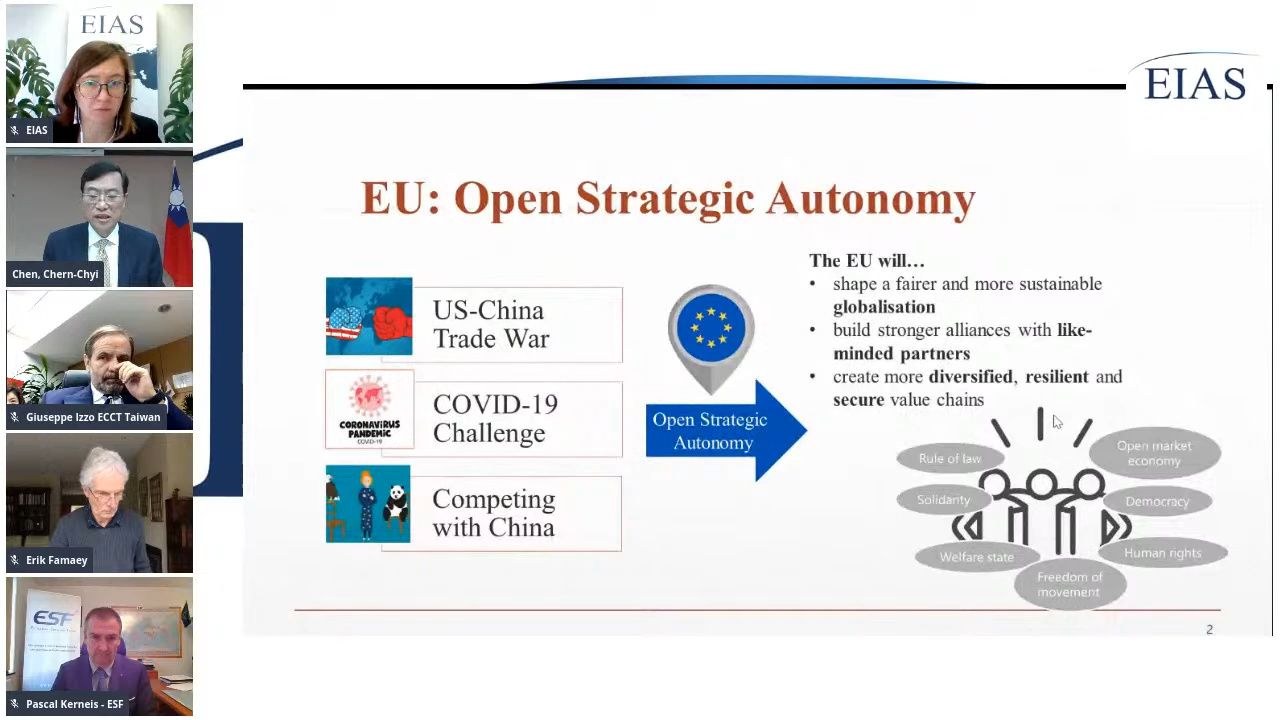 EIAS
EIAS
Chen, Chern-Chyi
Giuseppe Izzo ECCT Taiwan
Erik Famaey
ESF
Pascal Kerneis - ESF
EIAS
EU: Open Strategic Autonomy
US-China
Trade War
CORONAVIRUS
PANDEMIC
COVID-19
COVID-19
Challenge
Competing
with China
Open Strategic
Autonomy
The EU will…
• shape a fairer and more sustainable
globalisation
• build stronger alliances with like-
minded partners
• create more diversified, resilient and
secure value chains
Rule of law
Open market
economy
Solidarity
Democracy
Welfare state
Human rights
Freedom of
movement
2